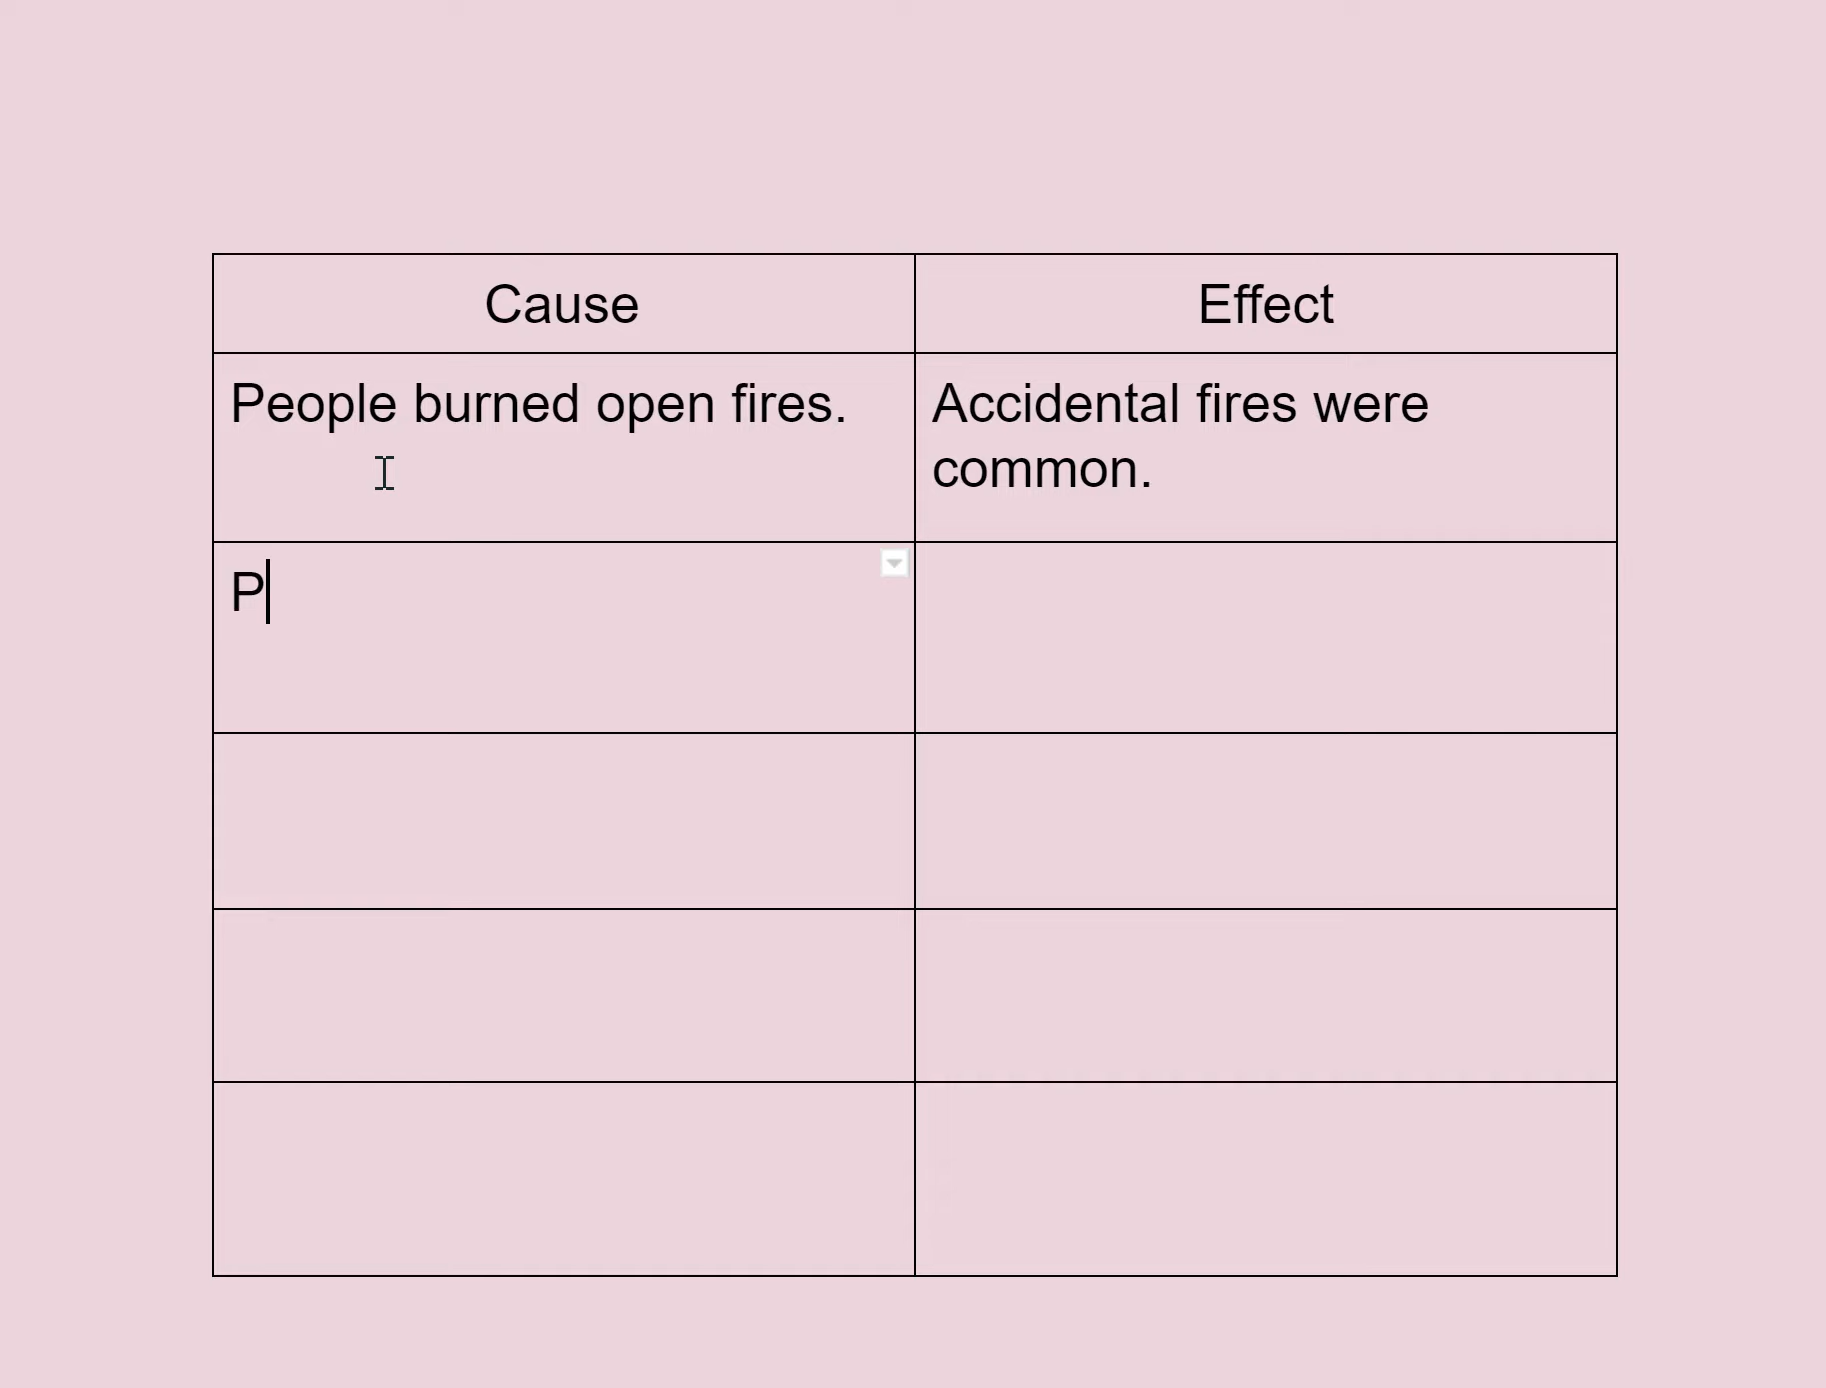 Cause
Effect
People burned open fires.
Accidental fires were
common.
P